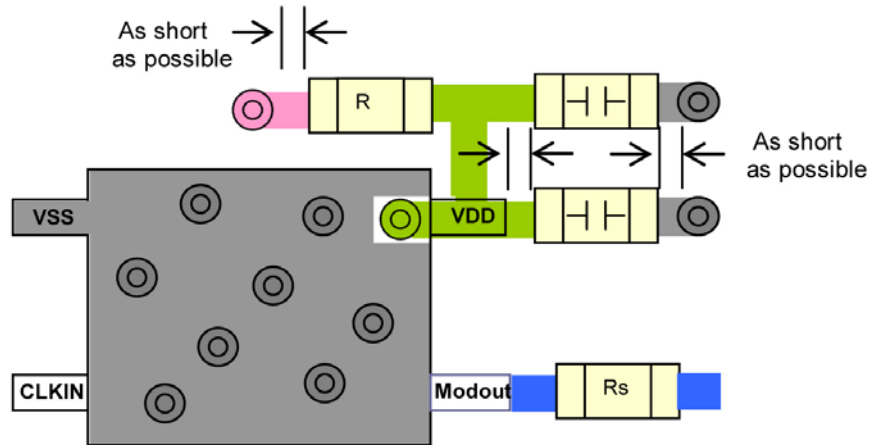 As short
as possible
R
As short
as possible
VSS
VDD
CLKIN
Modout
Rs